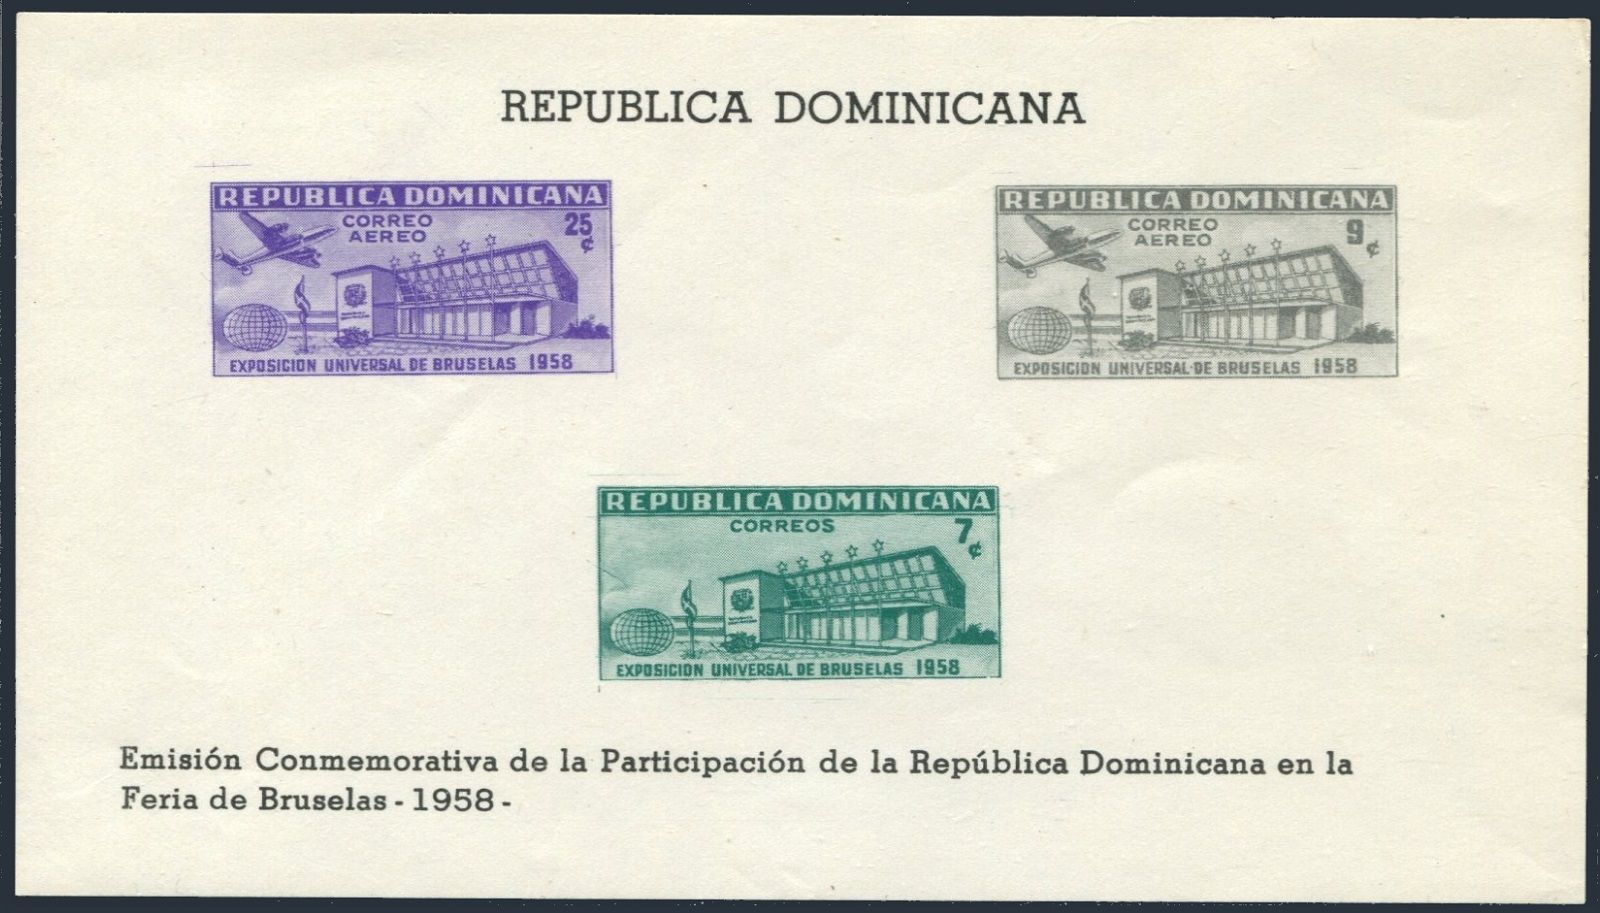 REPUBLICA DOMINICANA
REPUBLICA DOMINICANA
CORREO
AEREO
25
¢
EXPOSICION UNIVERSAL DE BRUSELAS 1958
REPUBLICA DOMINICANA
CORREO
AEREO
9
¢
EXPOSICION UNIVERSAL DE BRUSELAS 1958
REPUBLICA DOMINICANA
CORREOS
7
¢
EXPOSICION UNIVERSAL DE BRUSELAS 1958
Emisión Conmemorativa de la Participación de la República Dominicana en la
Feria de Bruselas - 1958 -